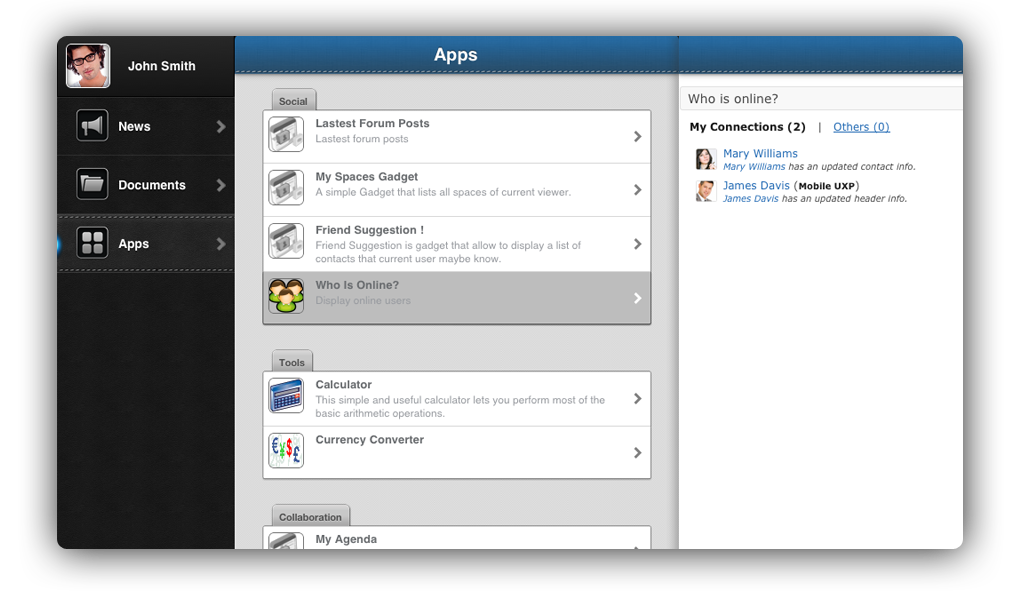 John Smith
News
Documents
Apps
Apps
Social
Lastest Forum Posts
Lastest forum posts
My Spaces Gadget
A simple Gadget that lists all spaces of current viewer.
Friend Suggestion !
Friend Suggestion is gadget that allow to display a list of
contacts that current user maybe know.
Who Is Online?
Display online users
Tools
Calculator
This simple and useful calculator lets you perform most of the
basic arithmetic operations.
Currency Converter
€ ¥ $ £
Collaboration
My Agenda
Who is online?
My Connections (2) | Others (0)
Mary Williams
Mary Williams has an updated contact info.
James Davis (Mobile UXP)
James Davis has an updated header info.